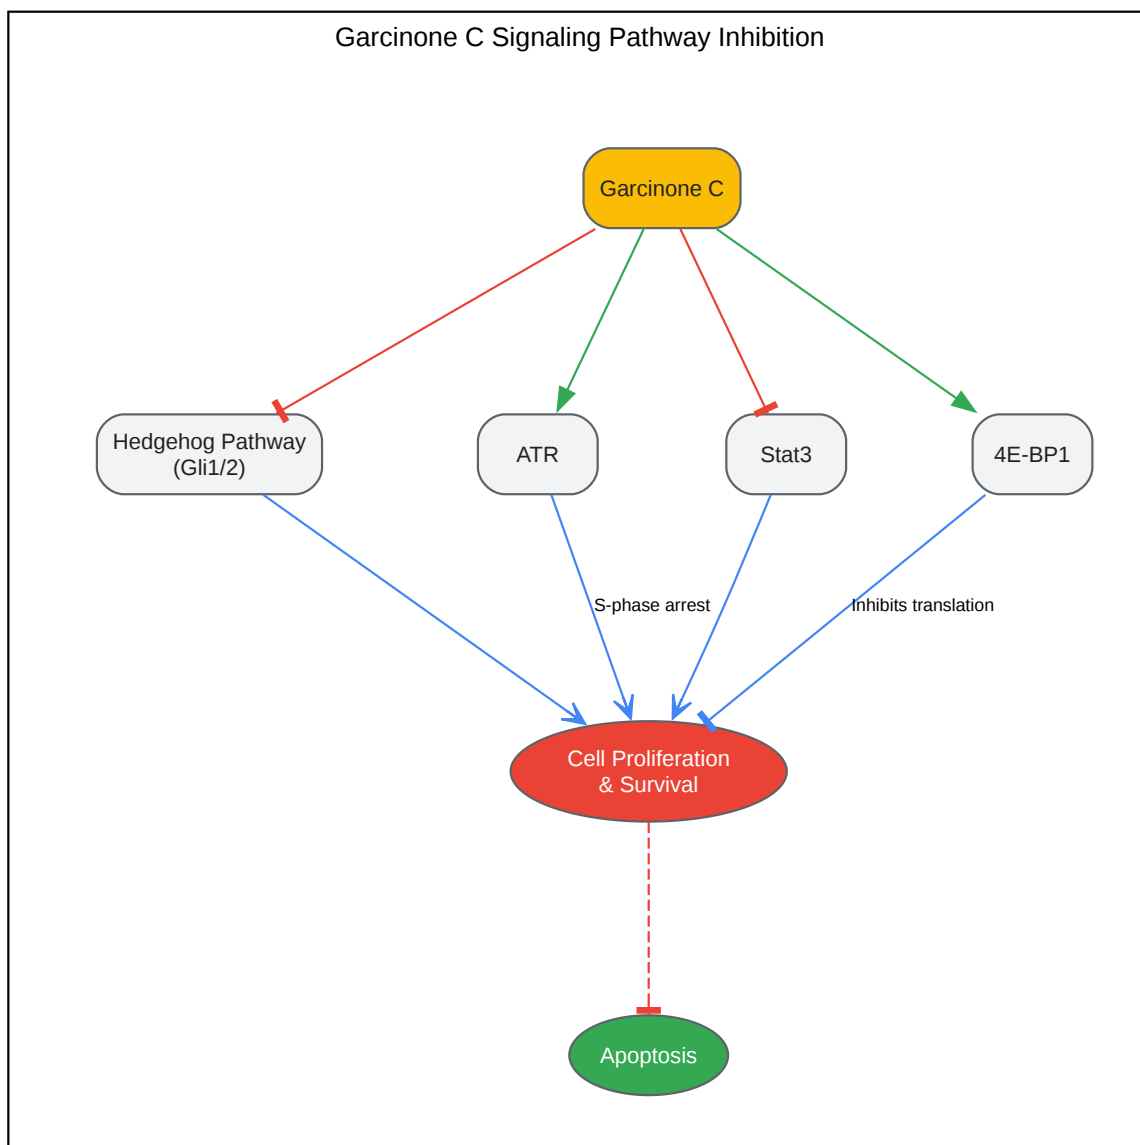 Garcinone C Signaling Pathway Inhibition
Garcinone C
Hedgehog Pathway
(Gli1/2)
ATR
Stat3
4E-BP1
S-phase arrest
Inhibits translation
Cell Proliferation
& Survival
Apoptosis